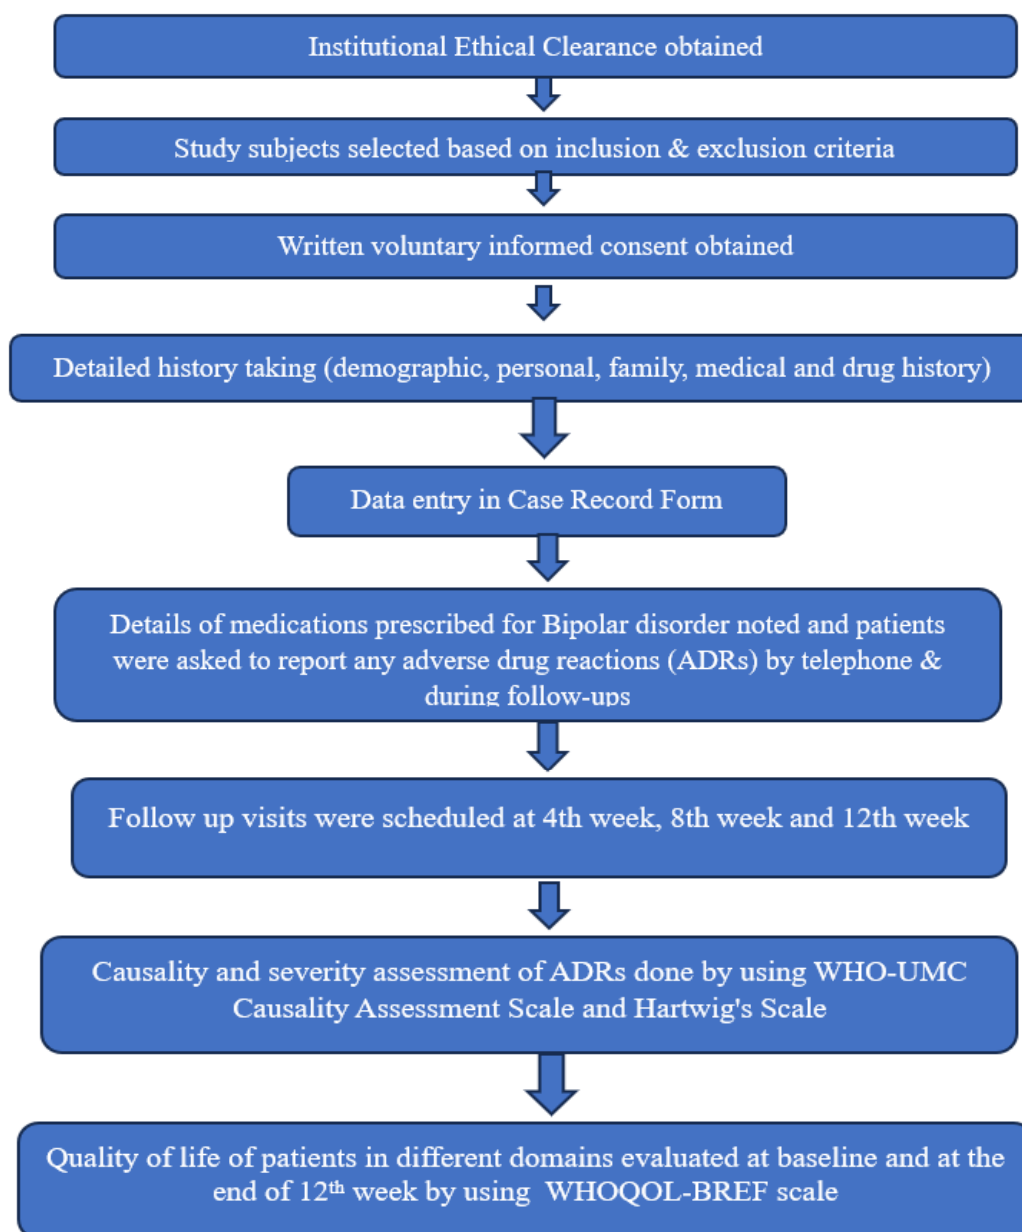 Institutional Ethical Clearance obtained
Study subjects selected based on inclusion & exclusion criteria
Written voluntary informed consent obtained
Detailed history taking (demographic, personal, family, medical and drug history)
Data entry in Case Record Form
Details of medications prescribed for Bipolar disorder noted and patients
were asked to report any adverse drug reactions (ADRs) by telephone &
during follow-ups
Follow up visits were scheduled at 4th week, 8th week and 12th week
Causality and severity assessment of ADRs done by using WHO-UMC
Causality Assessment Scale and Hartwig's Scale
Quality of life of patients in different domains evaluated at baseline and at the
end of 12th week by using WHOQOL-BREF scale